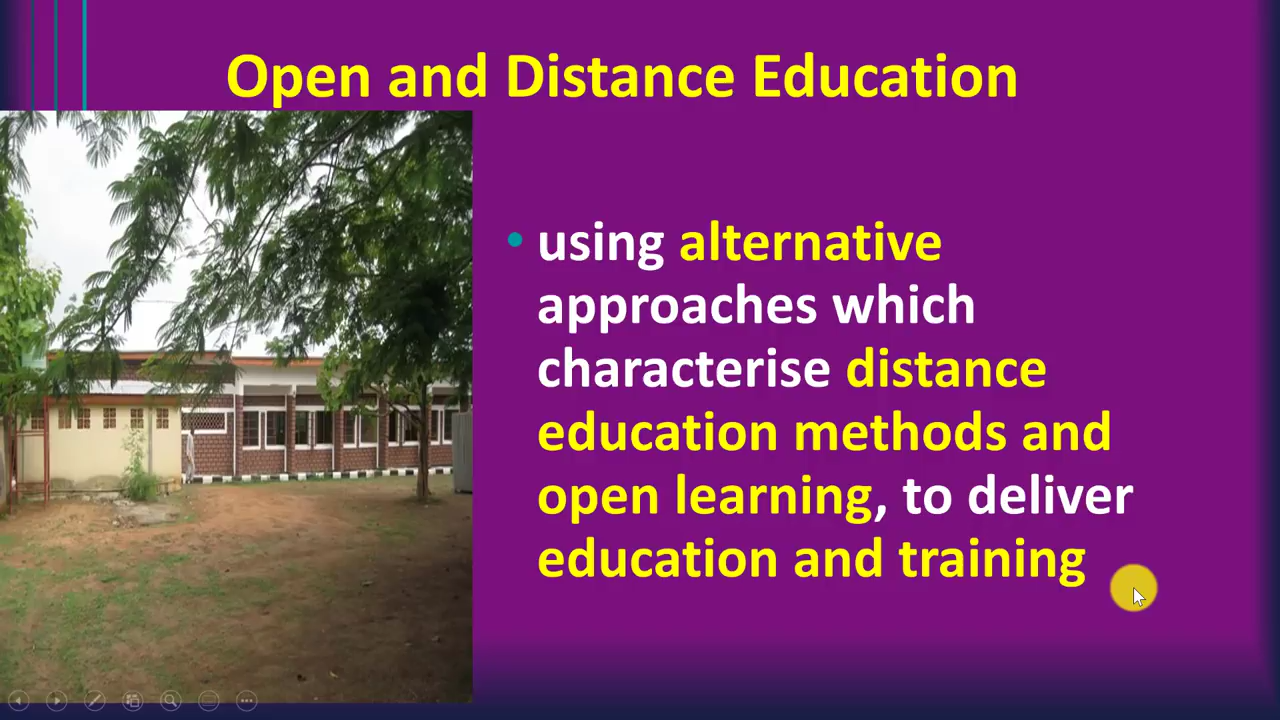 Open and Distance Education
• using alternative
approaches which
characterise distance
education methods and
open learning, to deliver
education and training